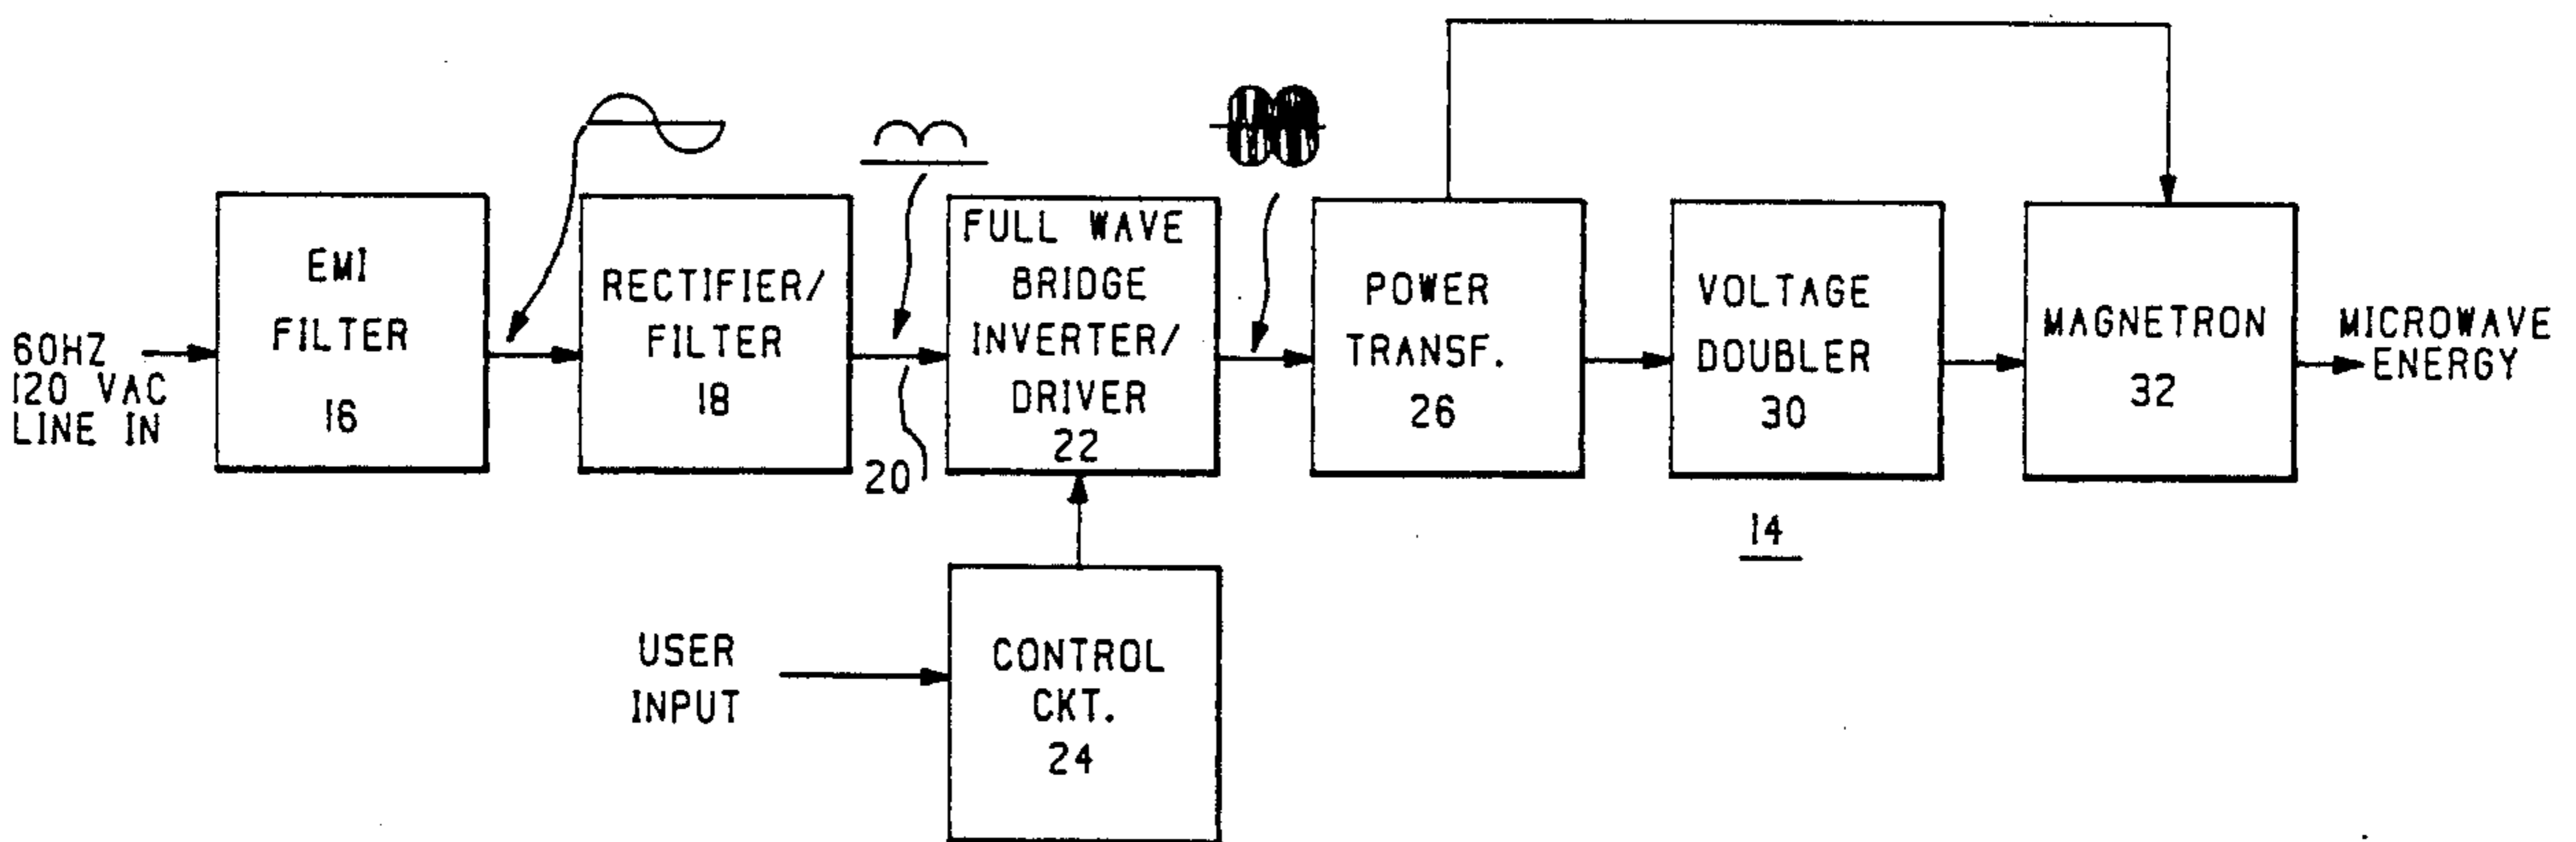 60HZ
120 VAC
LINE IN
EMI
FILTER
16
RECTIFIER/
FILTER
18
20
FULL WAVE
BRIDGE
INVERTER/
DRIVER
22
POWER
TRANSF.
26
VOLTAGE
DOUBLER
30
MAGNETRON
32
MICROWAVE
ENERGY
14
USER
INPUT
CONTROL
CKT.
24